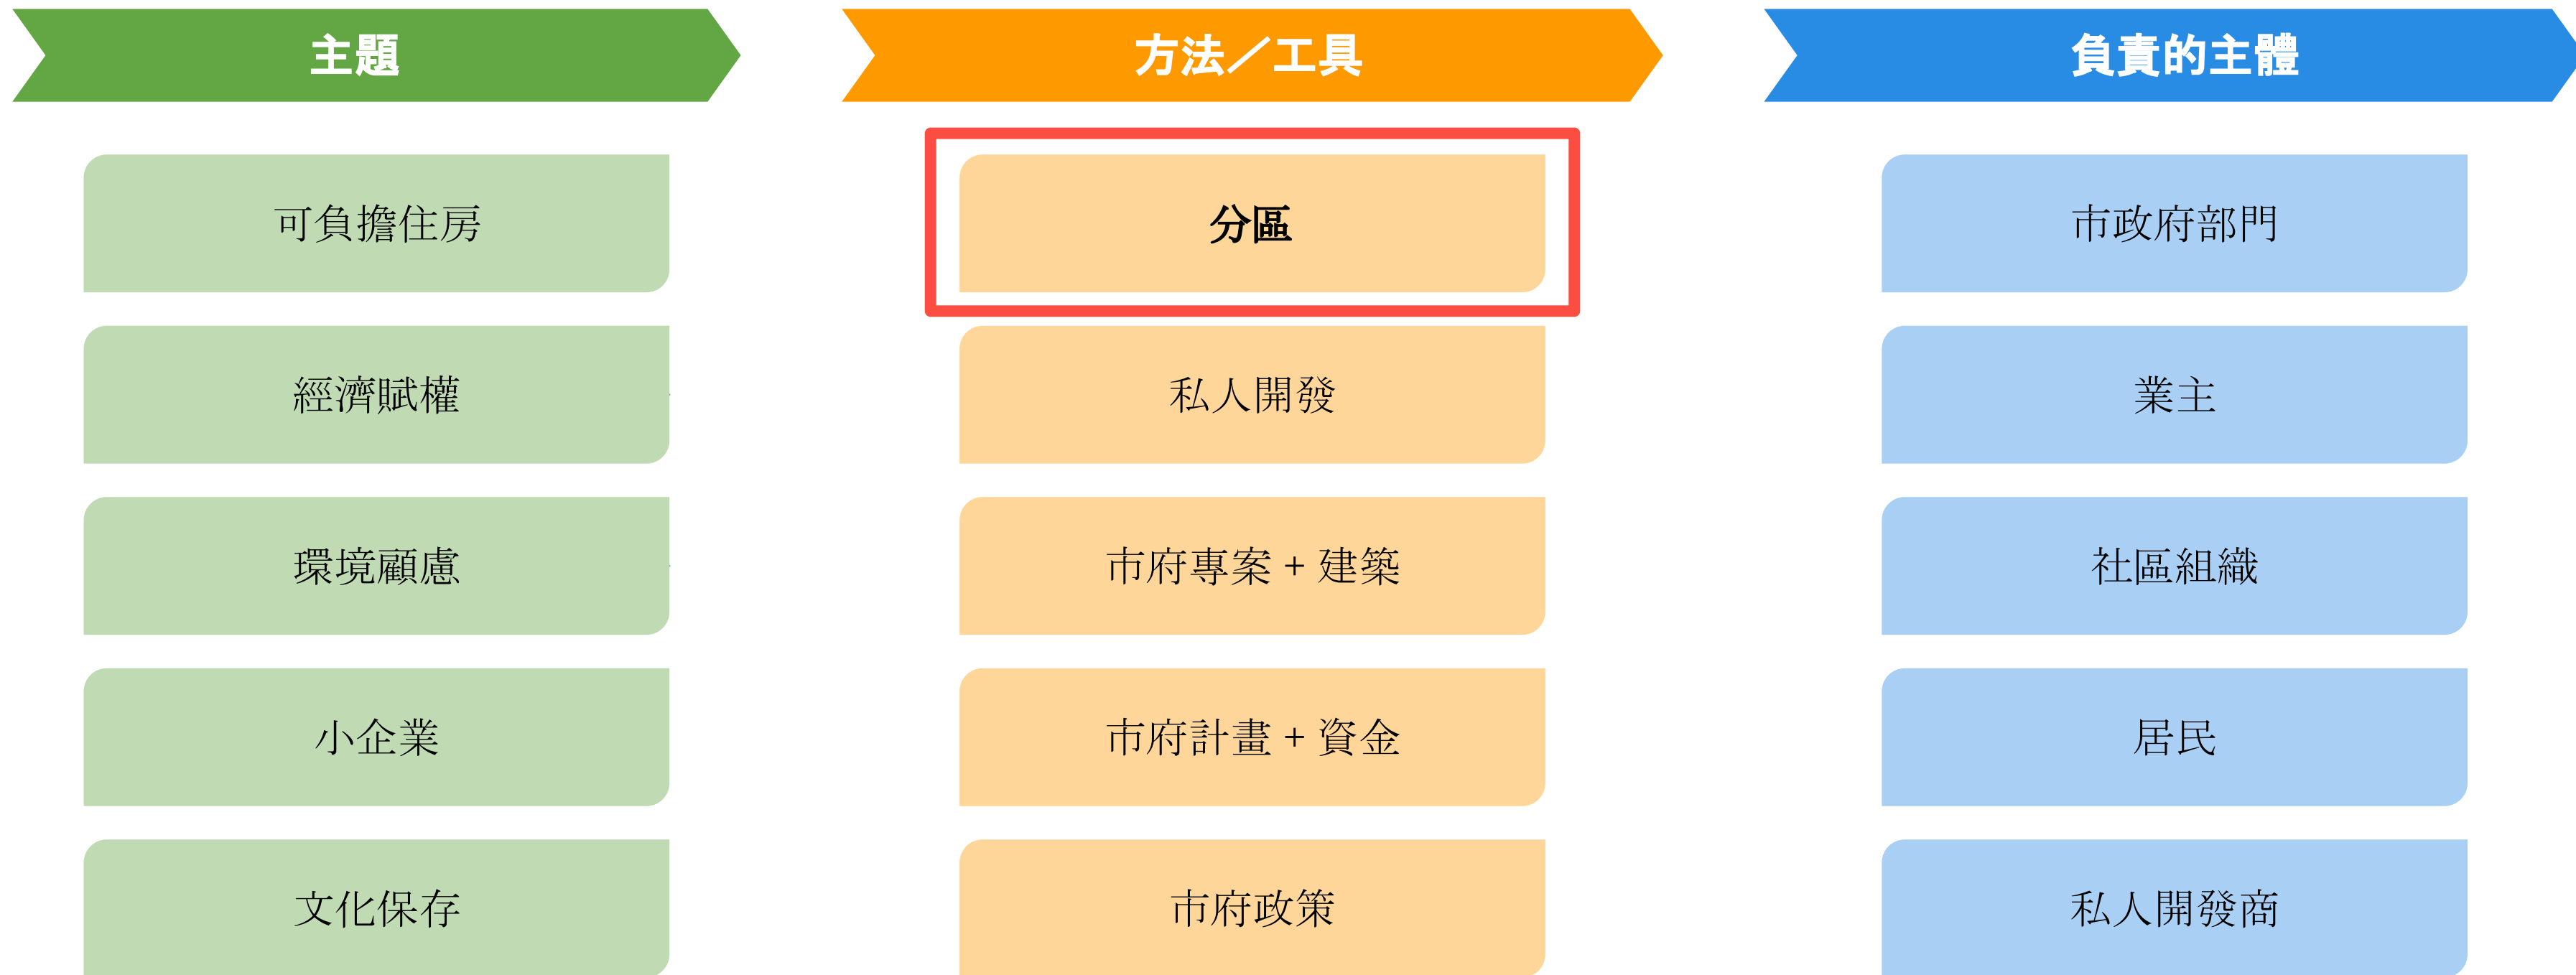 主題
方法／工具
負責的主體
可負擔住房
分區
市政府部門
經濟賦權
私人開發
業主
環境顧慮
市府專案 + 建築
社區組織
小企業
市府計畫 + 資金
居民
文化保存
市府政策
私人開發商